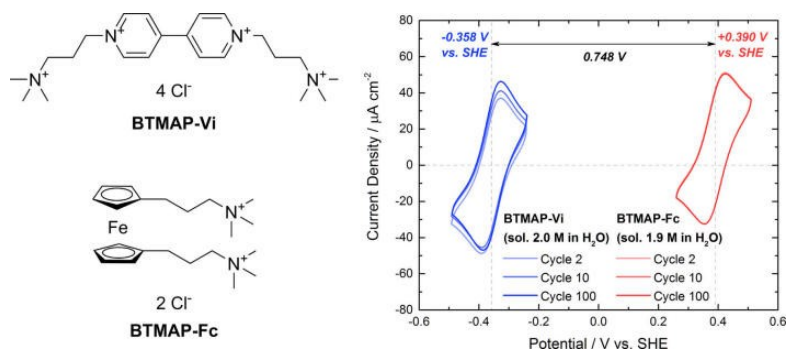 N⁺
N⁺
N⁺
N⁺
4 Cl⁻
BTMAP-Vi
N⁺
Fe
N⁺
2 Cl⁻
BTMAP-Fc
-0.358 V
vs. SHE
0.748 V
+0.390 V
vs. SHE
Current Density / µA cm⁻²
80
60
40
20
0
-20
-40
-60
-80
BTMAP-Vi
(sol. 2.0 M in H₂O)
Cycle 2
Cycle 10
Cycle 100
BTMAP-Fc
(sol. 1.9 M in H₂O)
Cycle 2
Cycle 10
Cycle 100
-0.6 -0.4 -0.2 0.0 0.2 0.4 0.6
Potential / V vs. SHE